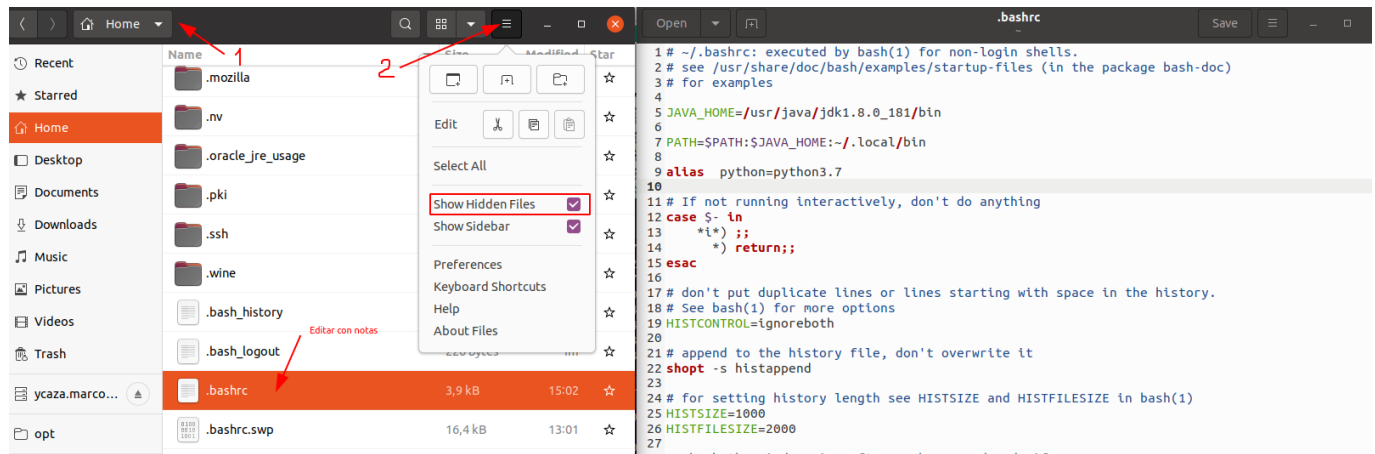 Home
1
2
Recent
Starred
Home
Desktop
Documents
Downloads
Music
Pictures
Videos
Trash
ycaza.marco...
opt
Name Size Modified Star
.mozilla
.nv
.oracle_jre_usage
.pki
.ssh
.wine
.bash_history
Editar con notas
.bash_logout 220 bytes
.bashrc 3,9 kB 15:02
.bashrc.swp 16,4 kB 13:01
Edit
Select All
Show Hidden Files
Show Sidebar
Preferences
Keyboard Shortcuts
Help
About Files
Open .bashrc Save
~
1 # ~/.bashrc: executed by bash(1) for non-login shells.
2 # see /usr/share/doc/bash/examples/startup-files (in the package bash-doc)
3 # for examples
4
5 JAVA_HOME=/usr/java/jdk1.8.0_181/bin
6
7 PATH=$PATH:$JAVA_HOME:~/.local/bin
8
9 alias  python=python3.7
10
11 # If not running interactively, don't do anything
12 case $- in
13     *i*) ;;
14       *) return;;
15 esac
16
17 # don't put duplicate lines or lines starting with space in the history.
18 # See bash(1) for more options
19 HISTCONTROL=ignoreboth
20
21 # append to the history file, don't overwrite it
22 shopt -s histappend
23
24 # for setting history length see HISTSIZE and HISTFILESIZE in bash(1)
25 HISTSIZE=1000
26 HISTFILESIZE=2000
27